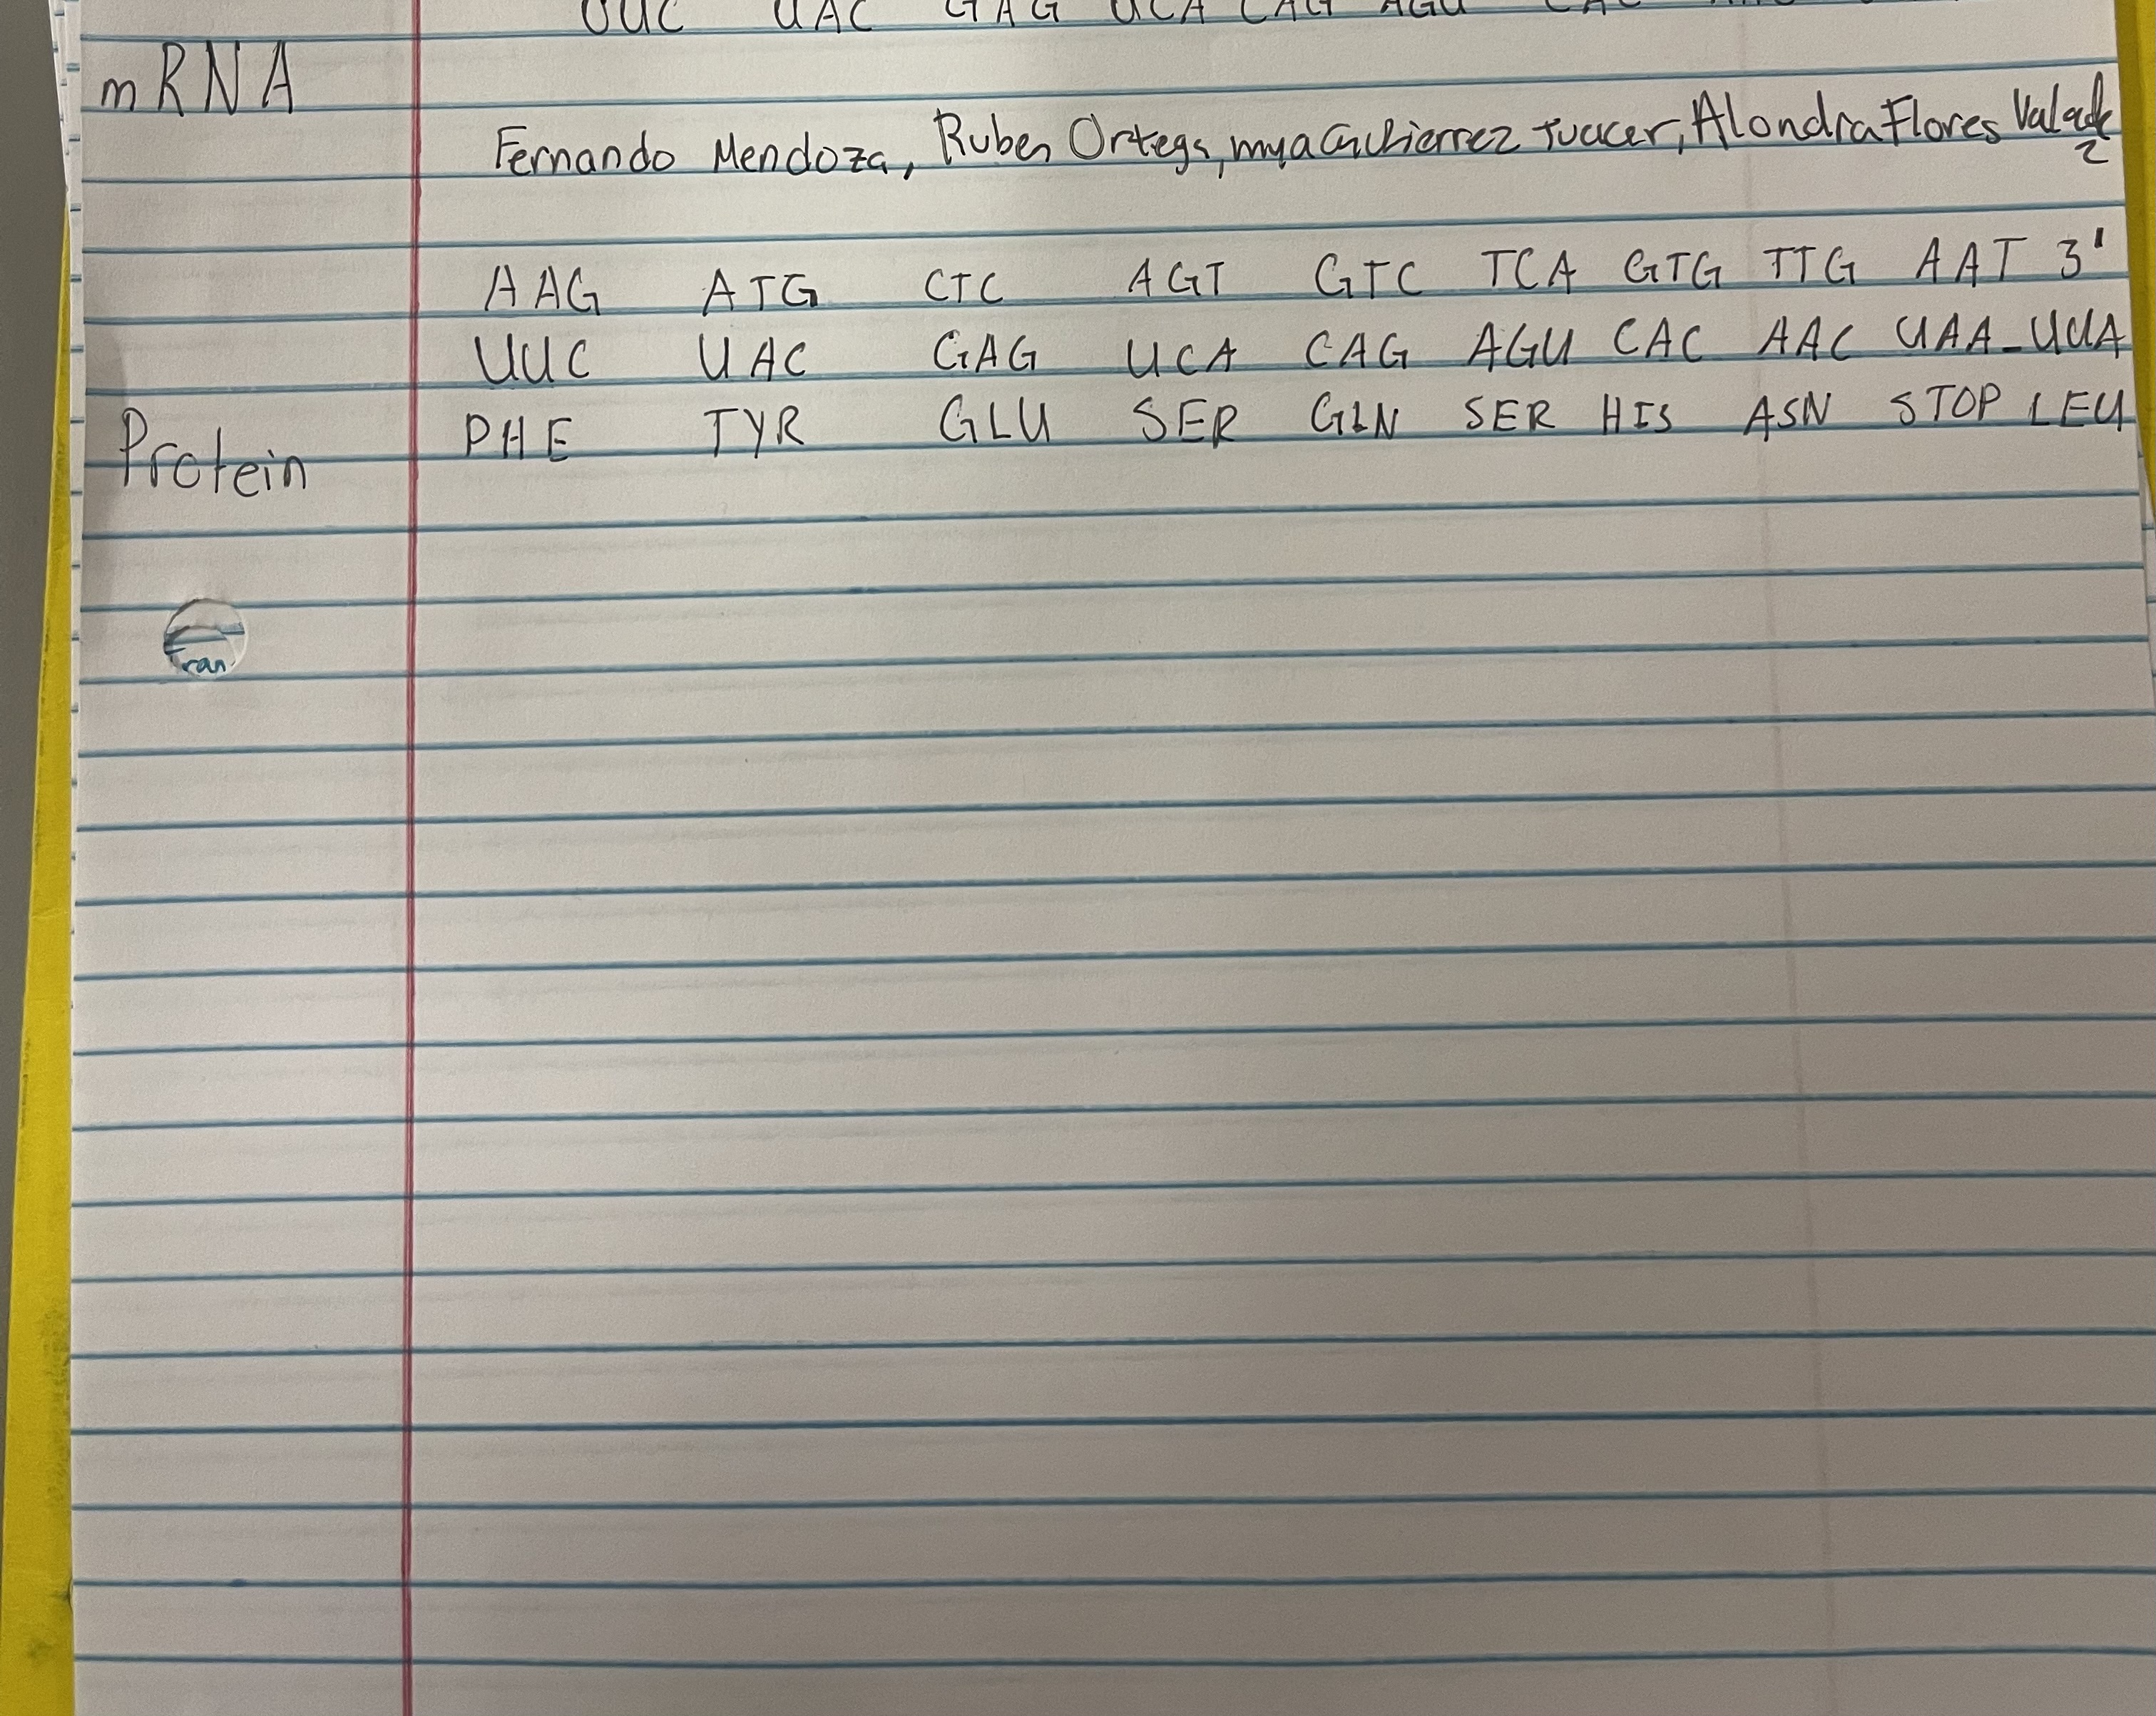 UUC UAC GAG UCA CAG AGU CAC
mRNA
Fernando Mendoza, Ruben Ortega, mya Gutierrez Tucker, Alondra Flores Valadez
AAG ATG CTC AGT GTC TCA GTG TTG AAT 3'
UUC UAC GAG UCA CAG AGU CAC AAC UAA-UUA
PHE TYR GLU SER GLN SER HIS ASN STOP LEU
Protein
Fran